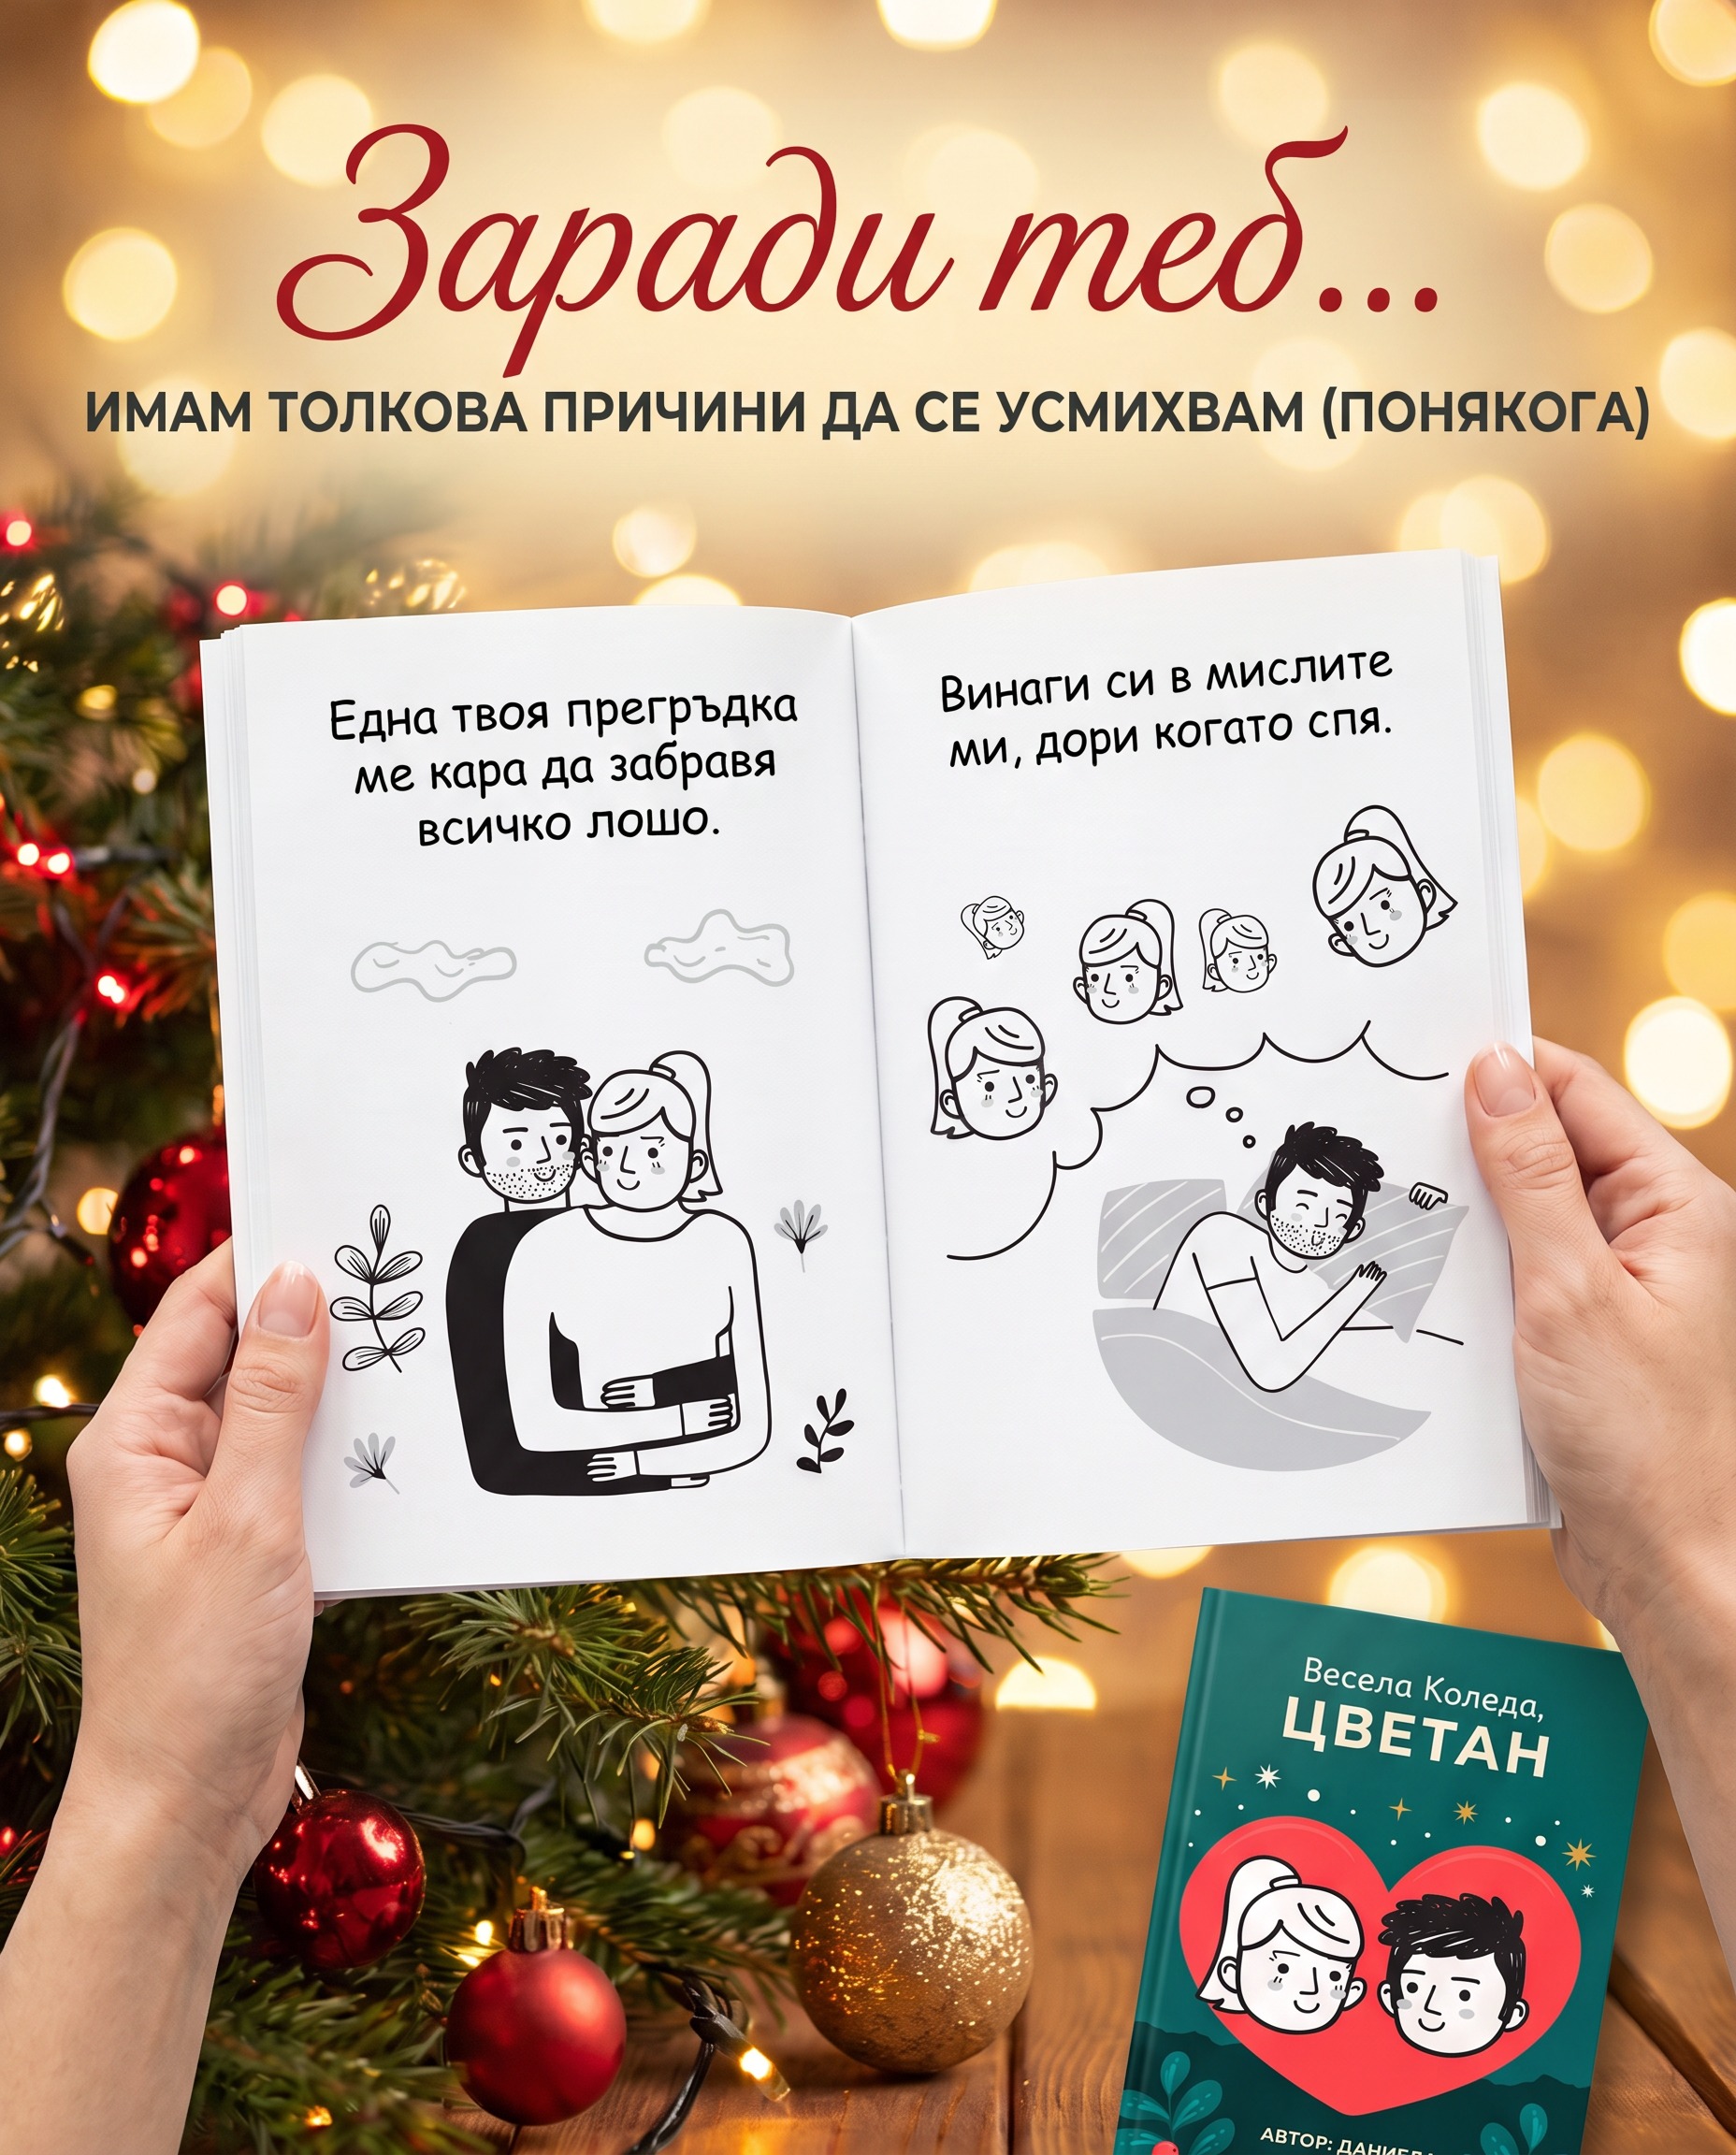 Заради теб...
ИМАМ ТОЛКОВА ПРИЧИНИ ДА СЕ УСМИХВАМ (ПОНЯКОГА)
Една твоя прегръдка
ме кара да забравя
всичко лошо.
Винаги си в мислите
ми, дори когато спя.
Весела Коледа,
ЦВЕТАН
АВТОР: